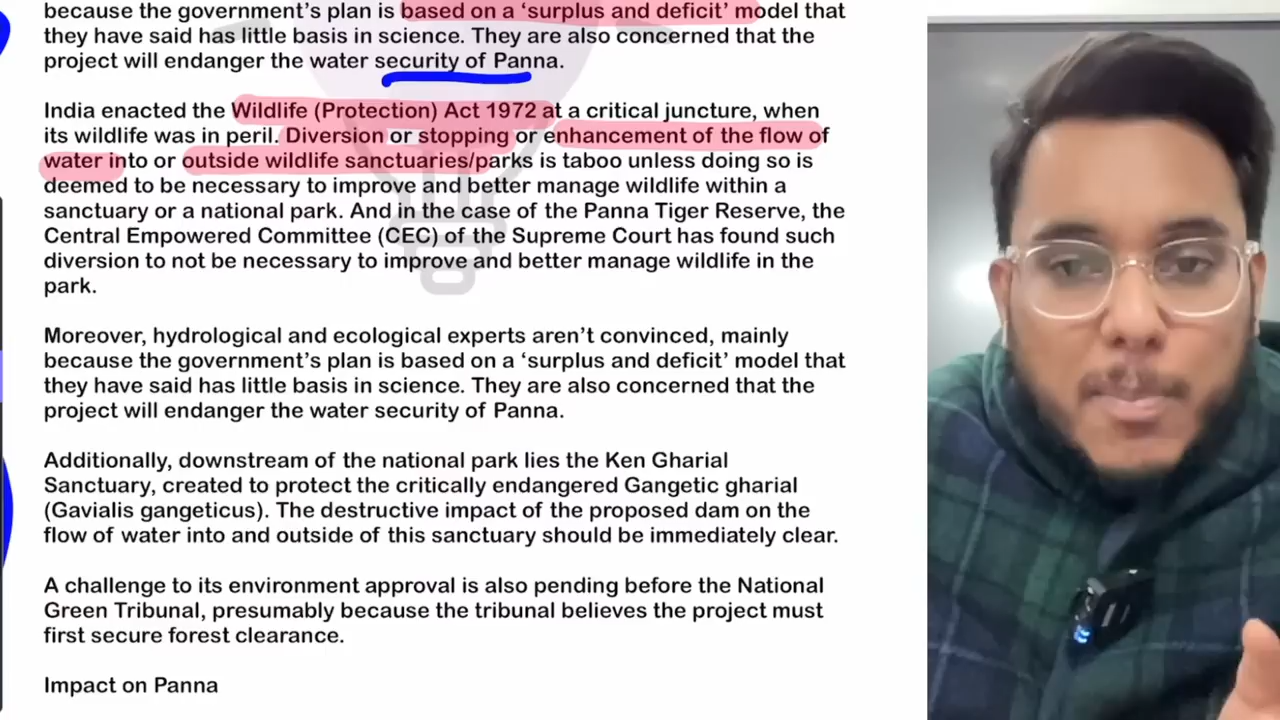 because the government’s plan is based on a ‘surplus and deficit’ model that
they have said has little basis in science. They are also concerned that the
project will endanger the water security of Panna.
India enacted the Wildlife (Protection) Act 1972 at a critical juncture, when
its wildlife was in peril. Diversion or stopping or enhancement of the flow of
water into or outside wildlife sanctuaries/parks is taboo unless doing so is
deemed to be necessary to improve and better manage wildlife within a
sanctuary or a national park. And in the case of the Panna Tiger Reserve, the
Central Empowered Committee (CEC) of the Supreme Court has found such
diversion to not be necessary to improve and better manage wildlife in the
park.
Moreover, hydrological and ecological experts aren’t convinced, mainly
because the government’s plan is based on a ‘surplus and deficit’ model that
they have said has little basis in science. They are also concerned that the
project will endanger the water security of Panna.
Additionally, downstream of the national park lies the Ken Gharial
Sanctuary, created to protect the critically endangered Gangetic gharial
(Gavialis gangeticus). The destructive impact of the proposed dam on the
flow of water into and outside of this sanctuary should be immediately clear.
A challenge to its environment approval is also pending before the National
Green Tribunal, presumably because the tribunal believes the project must
first secure forest clearance.
Impact on Panna